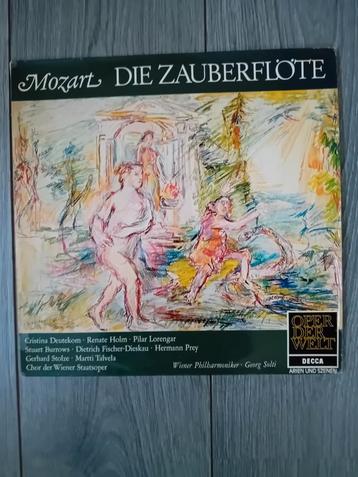 Mozart DIE ZAUBERFLÖTE
Cristina Deutekom · Renate Holm · Pilar Lorengar
Stuart Burrows · Dietrich Fischer-Dieskau · Hermann Prey
Gerhard Stolze · Martti Talvela
Chor der Wiener Staatsoper
Wiener Philharmoniker · Georg Solti
OPER
DER
WELT
DECCA
ARIEN UND SZENEN